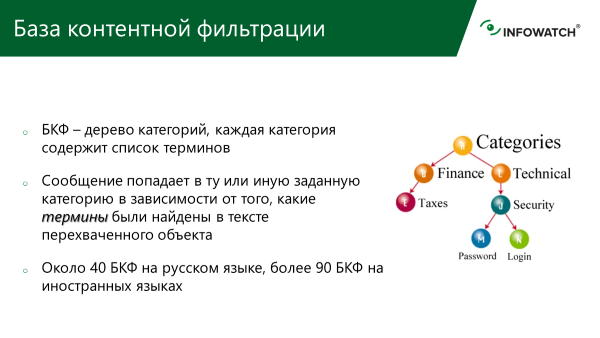 База контентной фильтрации
INFOWATCH®
БКФ – дерево категорий, каждая категория
содержит список терминов
Сообщение попадает в ту или иную заданную
категорию в зависимости от того, какие
термины были найдены в тексте
перехваченного объекта
Около 40 БКФ на русском языке, более 90 БКФ на
иностранных языках
Categories
Finance
Technical
Taxes
Security
Password
Login